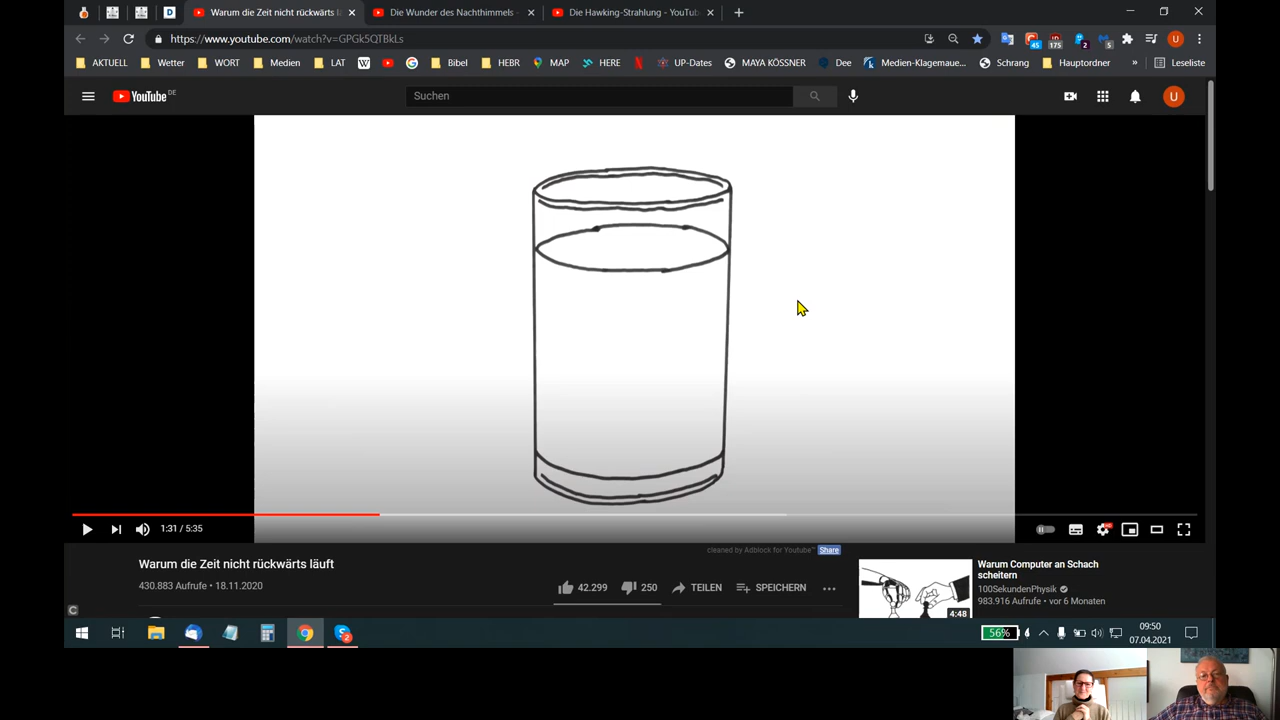 Warum die Zeit nicht rückwärts l
Die Wunder des Nachthimmels -
Die Hawking-Strahlung - YouTub
https://www.youtube.com/watch?v=GPGk5QTBkLs
45
175
2
5
U
AKTUELL
Wetter
WORT
Medien
LAT
Bibel
HEBR
MAP
HERE
UP-Dates
MAYA KÖSSNER
Dee
Medien-Klagemaue...
Schrang
Hauptordner
»
Leseliste
YouTube DE
Suchen
U
1:31 / 5:35
cleaned by Adblock for Youtube™ Share
Warum die Zeit nicht rückwärts läuft
430.883 Aufrufe • 18.11.2020
42.299
250
TEILEN
SPEICHERN
4:48
Warum Computer an Schach
scheitern
100SekundenPhysik
983.916 Aufrufe • vor 6 Monaten
56%
09:50
07.04.2021